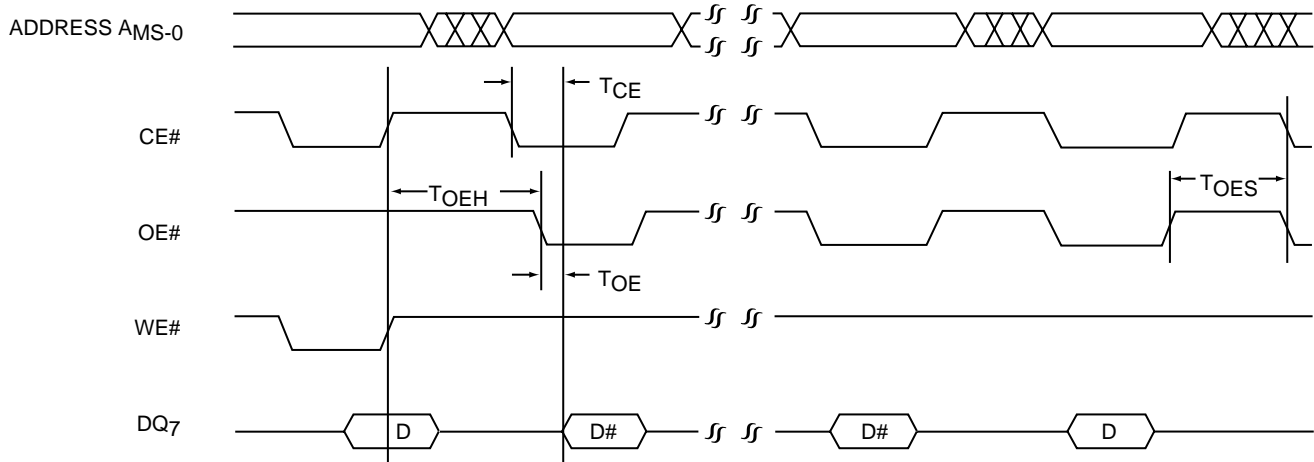 ADDRESS AMS-0
TCE
CE#
TOEH
TOES
OE#
TOE
WE#
DQ7
D
D#
D#
D